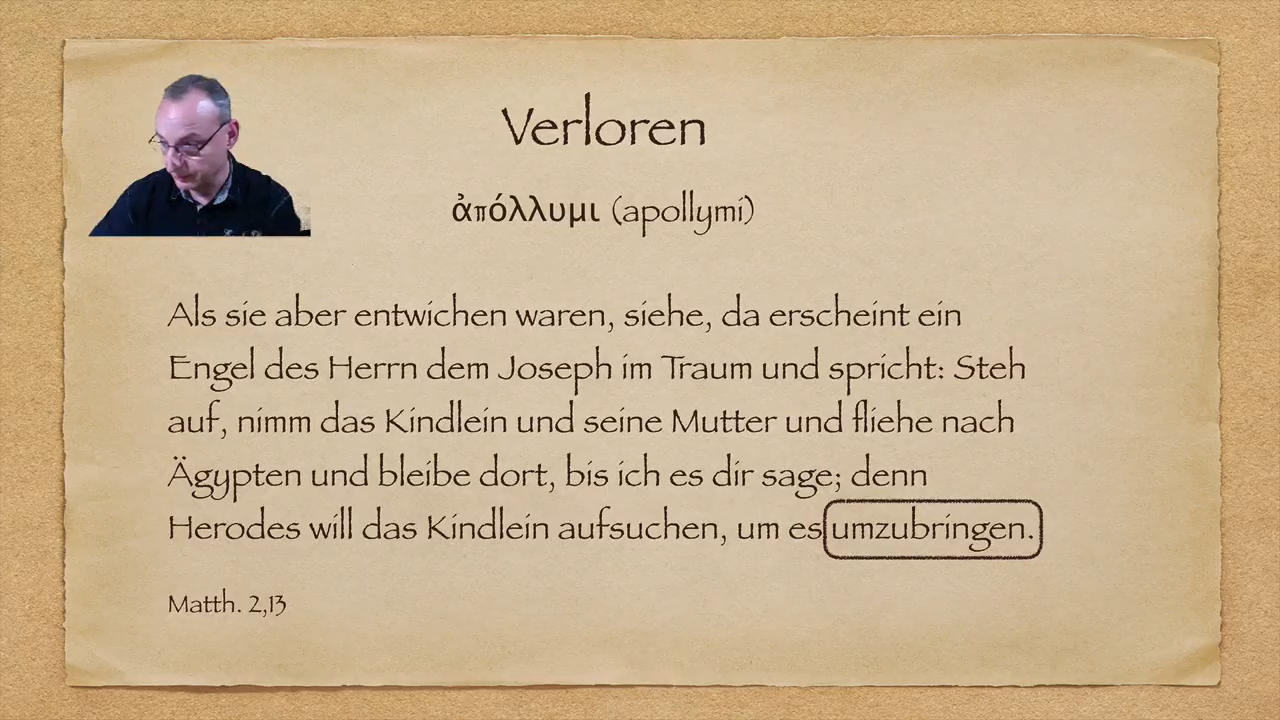 Verloren
ἀπόλλυμι (apollymi)
Als sie aber entwichen waren, siehe, da erscheint ein
Engel des Herrn dem Joseph im Traum und spricht: Steh
auf, nimm das Kindlein und seine Mutter und fliehe nach
Ägypten und bleibe dort, bis ich es dir sage; denn
Herodes will das Kindlein aufsuchen, um es umzubringen.
Matth. 2,13